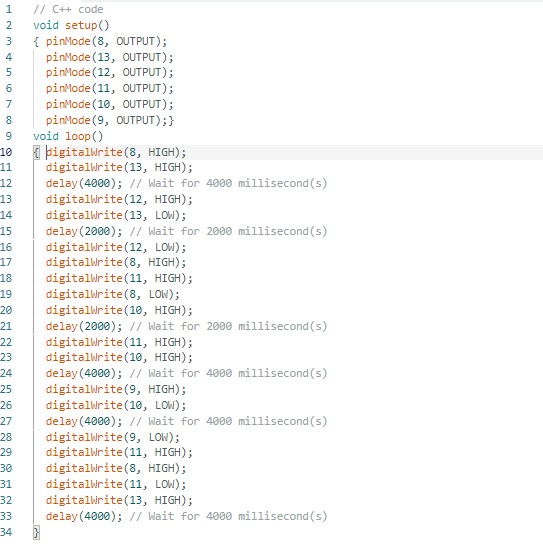 1 // C++ code
2 void setup()
3 { pinMode(8, OUTPUT);
4 pinMode(13, OUTPUT);
5 pinMode(12, OUTPUT);
6 pinMode(11, OUTPUT);
7 pinMode(10, OUTPUT);
8 pinMode(9, OUTPUT);}
9 void loop()
10 { digitalWrite(8, HIGH);
11 digitalWrite(13, HIGH);
12 delay(4000); // Wait for 4000 millisecond(s)
13 digitalWrite(12, HIGH);
14 digitalWrite(13, LOW);
15 delay(2000); // Wait for 2000 millisecond(s)
16 digitalWrite(12, LOW);
17 digitalWrite(8, HIGH);
18 digitalWrite(11, HIGH);
19 digitalWrite(8, LOW);
20 digitalWrite(10, HIGH);
21 delay(2000); // Wait for 2000 millisecond(s)
22 digitalWrite(11, HIGH);
23 digitalWrite(10, HIGH);
24 delay(4000); // Wait for 4000 millisecond(s)
25 digitalWrite(9, HIGH);
26 digitalWrite(10, LOW);
27 delay(4000); // Wait for 4000 millisecond(s)
28 digitalWrite(9, LOW);
29 digitalWrite(11, HIGH);
30 digitalWrite(8, HIGH);
31 digitalWrite(11, LOW);
32 digitalWrite(13, HIGH);
33 delay(4000); // Wait for 4000 millisecond(s)
34 }